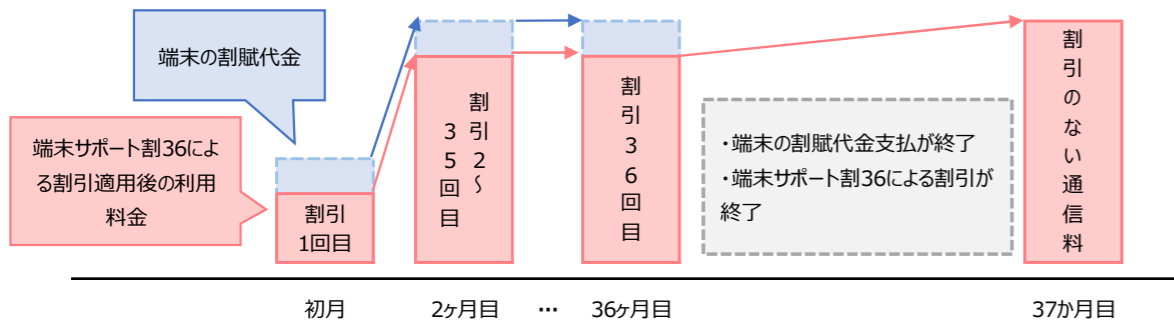 端末の割賦代金
端末サポート割36によ
る割引適用後の利用
料金
割引
1回目
割引2～
35回目
割引36回目
・端末の割賦代金支払が終了
・端末サポート割36による割引が
終了
割引のない通信料
初月
2ヶ月目
…
36ヶ月目
37か月目